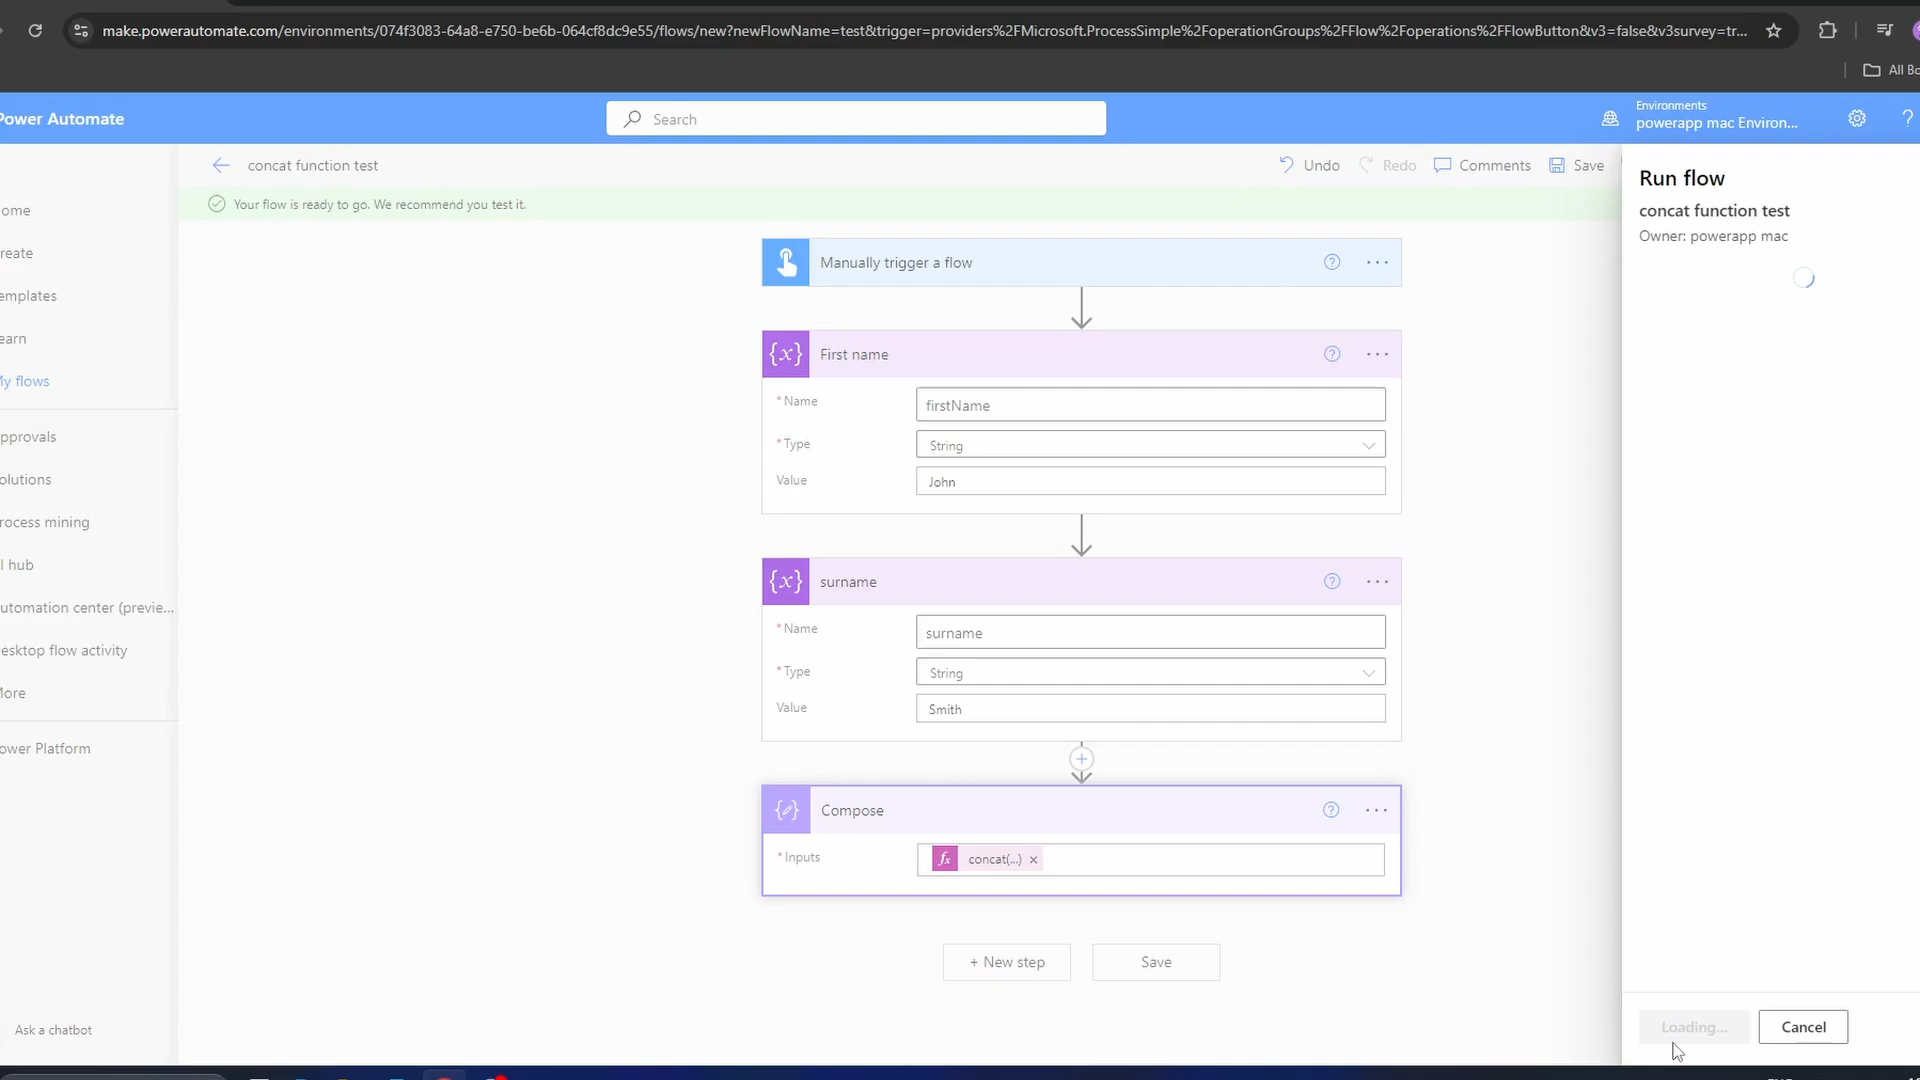 make.powerautomate.com/environments/074f3083-64a8-e750-be6b-064cf8dc9e55/flows/new?newFlowName=test&trigger=providers%2FMicrosoft.ProcessSimple%2FoperationGroups%2FFlow%2Foperations%2FFlowButton&v3=false&v3survey=tr...
All Bo
Power Automate
Search
Environments
powerapp mac Environ...
?
concat function test
Undo
Redo
Comments
Save
Your flow is ready to go. We recommend you test it.
ome
reate
emplates
earn
My flows
pprovals
olutions
rocess mining
I hub
utomation center (previe...
esktop flow activity
More
ower Platform
Ask a chatbot
Manually trigger a flow
{x} First name
* Name
firstName
* Type
String
Value
John
{x} surname
* Name
surname
* Type
String
Value
Smith
Compose
* Inputs
fx concat(...) ×
+ New step
Save
Run flow
concat function test
Owner: powerapp mac
Loading...
Cancel